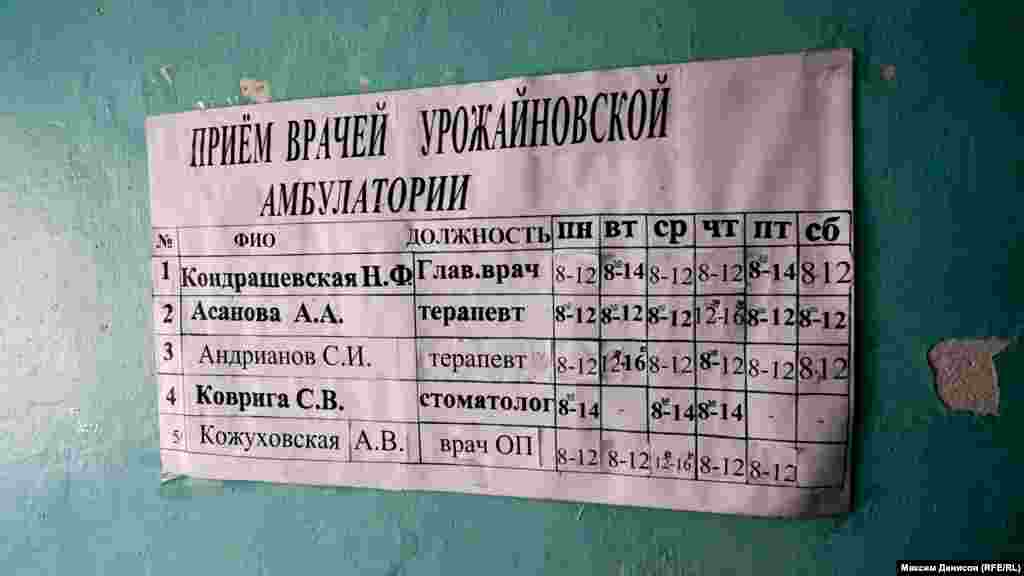 ПРИЁМ ВРАЧЕЙ УРОЖАЙНОВСКОЙ
АМБУЛАТОРИИ
№ ФИО ДОЛЖНОСТЬ ПН ВТ СР ЧТ ПТ СБ
1 Кондрашевская Н.Ф. Глав.врач 8-12 8-14 8-12 8-12 8-14 8-12
2 Асанова А.А. терапевт 8-12 8-12 8-12 12-16 8-12 8-12
3 Андрианов С.И. терапевт 8-12 12-16 8-12 8-12 8-12 8-12
4 Коврига С.В. стоматолог 8-14 - 8-14 8-14 - -
5 Кожуховская А.В. врач ОП 8-12 8-12 12-16 8-12 8-12
Максим Денисон (RFE/RL)